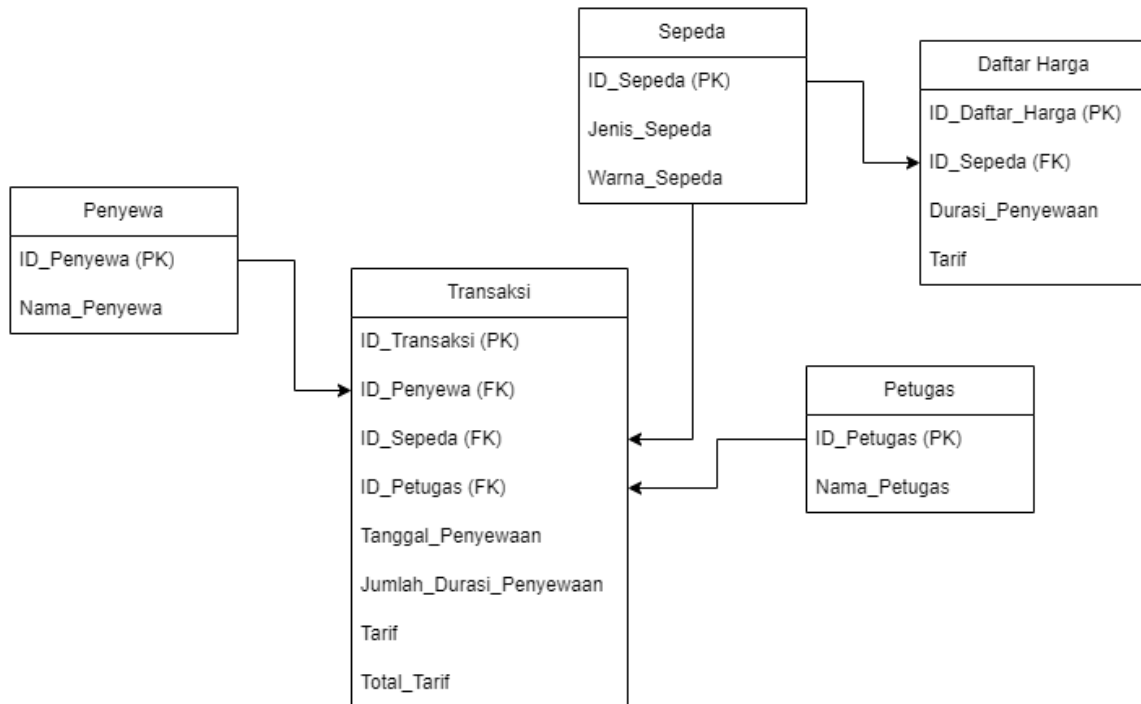 Sepeda
ID_Sepeda (PK)
Jenis_Sepeda
Warna_Sepeda
Daftar Harga
ID_Daftar_Harga (PK)
ID_Sepeda (FK)
Durasi_Penyewaan
Tarif
Penyewa
ID_Penyewa (PK)
Nama_Penyewa
Transaksi
ID_Transaksi (PK)
ID_Penyewa (FK)
ID_Sepeda (FK)
ID_Petugas (FK)
Tanggal_Penyewaan
Jumlah_Durasi_Penyewaan
Tarif
Total_Tarif
Petugas
ID_Petugas (PK)
Nama_Petugas